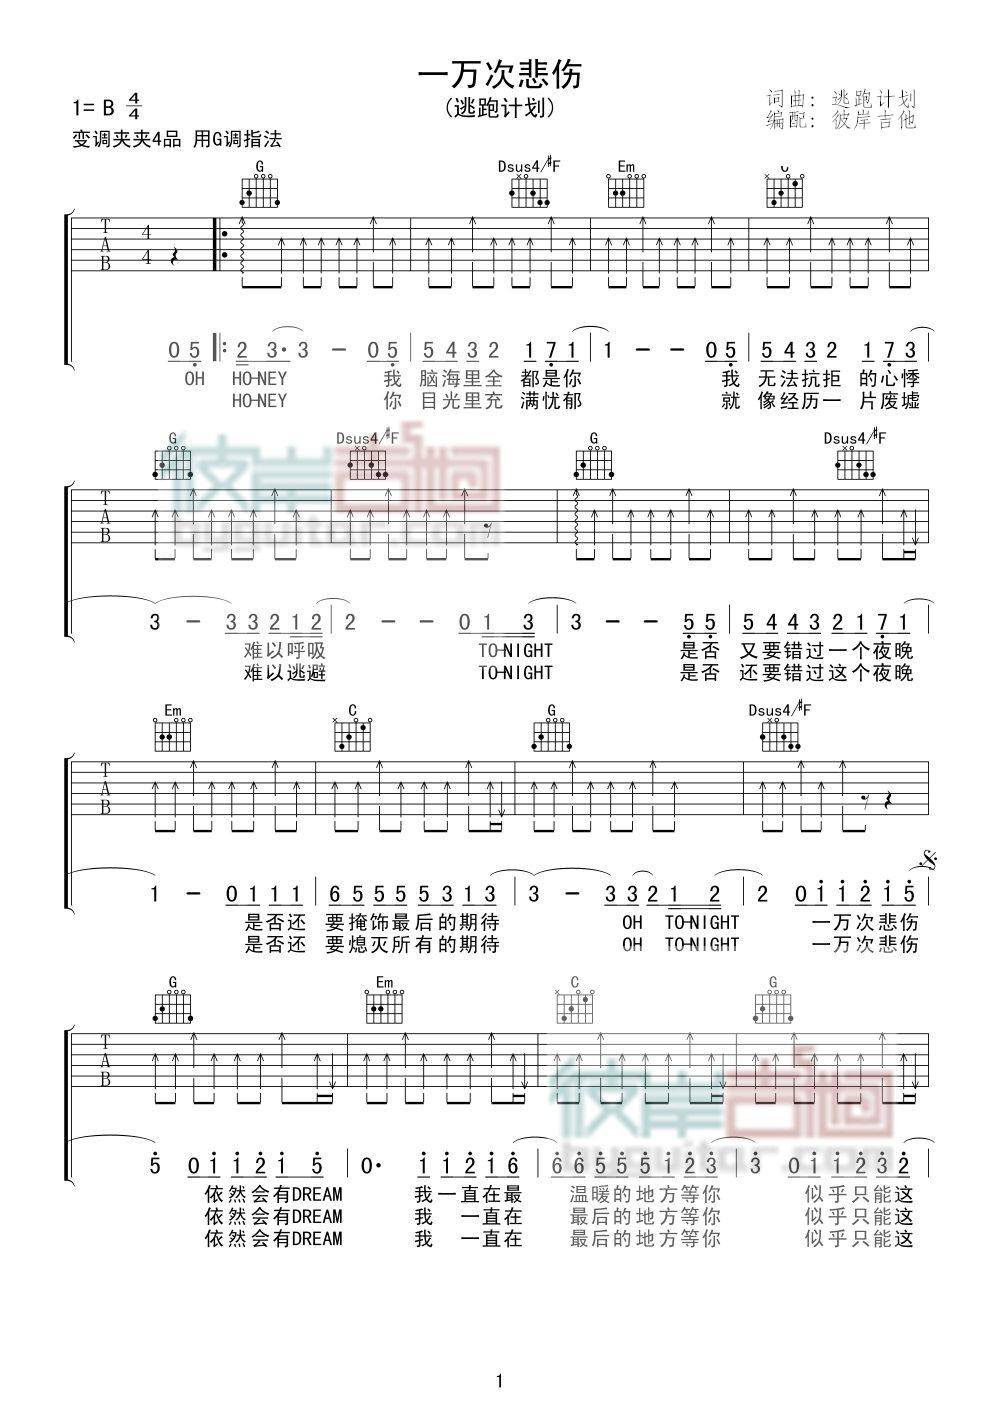 一万次悲伤
(逃跑计划)
1= B 4/4
词曲: 逃跑计划
编配: 彼岸吉他
变调夹夹4品 用G调指法
G Dsus4/#F Em C
T A B 4 4
0 5 2 3· 3 - 0 5 5 4 3 2 1 7 1 1 - - 0 5 5 4 3 2 1 7 3
OH HO-NEY 我 脑海里全 都是你 我 无法抗拒 的心悸
HO-NEY 你 目光里充 满忧郁 就 像经历一 片废墟
G Dsus4/#F G Dsus4/#F
彼岸吉他
byguitar.com
T A B
3 - 3 3 2 1 2 2 - - 0 1 3 3 - - 5 5 5 4 4 3 2 1 7 1
难以呼吸 TO-NIGHT 是否 又要错过一个夜晚
难以逃避 TO-NIGHT 是否 还要错过这个夜晚
Em C G Dsus4/#F
T A B
1 - 0 1 1 1 6 5 5 5 5 3 1 3 3 - 3 3 2 1 2 2 0 1 1 2 1 5
是否还 要掩饰最后的期待 OH TO-NIGHT 一万次悲伤
是否还 要熄灭所有的期待 OH TO-NIGHT 一万次悲伤
G Em C G
T A B
彼岸吉他
byguitar.com
5 0 1 1 2 1 5 0· 1 1 2 1 6 6 6 5 5 5 1 2 3 3 0 1 1 2 3 2
依然会有DREAM 我一直在最 温暖的地方等你 似乎只能这
依然会有DREAM 我 一直在 最后的地方等你 似乎只能这
依然会有DREAM 我 一直在 最后的地方等你 似乎只能这
1